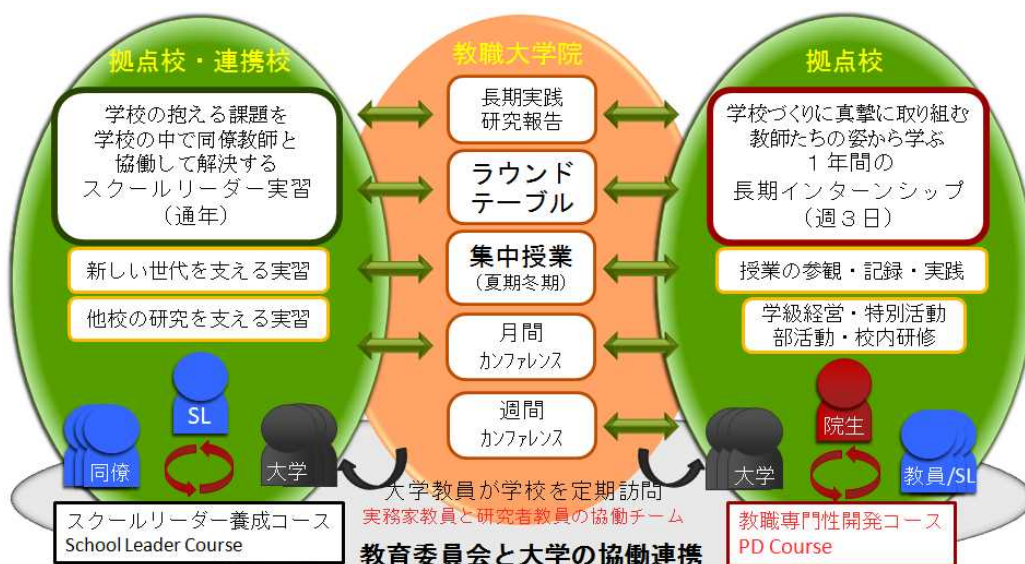 拠点校・連携校
学校の抱える課題を
学校の中で同僚教師と
協働して解決する
スクールリーダー実習
（通年）
新しい世代を支える実習
他校の研究を支える実習
SL
同僚
大学
スクールリーダー養成コース
School Leader Course
教職大学院
長期実践
研究報告
ラウンド
テーブル
集中授業
(夏期冬期)
月間
ｶﾝﾌｧﾚﾝｽ
週間
ｶﾝﾌｧﾚﾝｽ
大学教員が学校を定期訪問
実務家教員と研究者教員の協働チーム
教育委員会と大学の協働連携
拠点校
学校づくりに真摯に取り組む
教師たちの姿から学ぶ
１年間の
長期インターンシップ
（週３日）
授業の参観・記録・実践
学級経営・特別活動
部活動・校内研修
院生
大学
教員/SL
教職専門性開発コース
PD Course